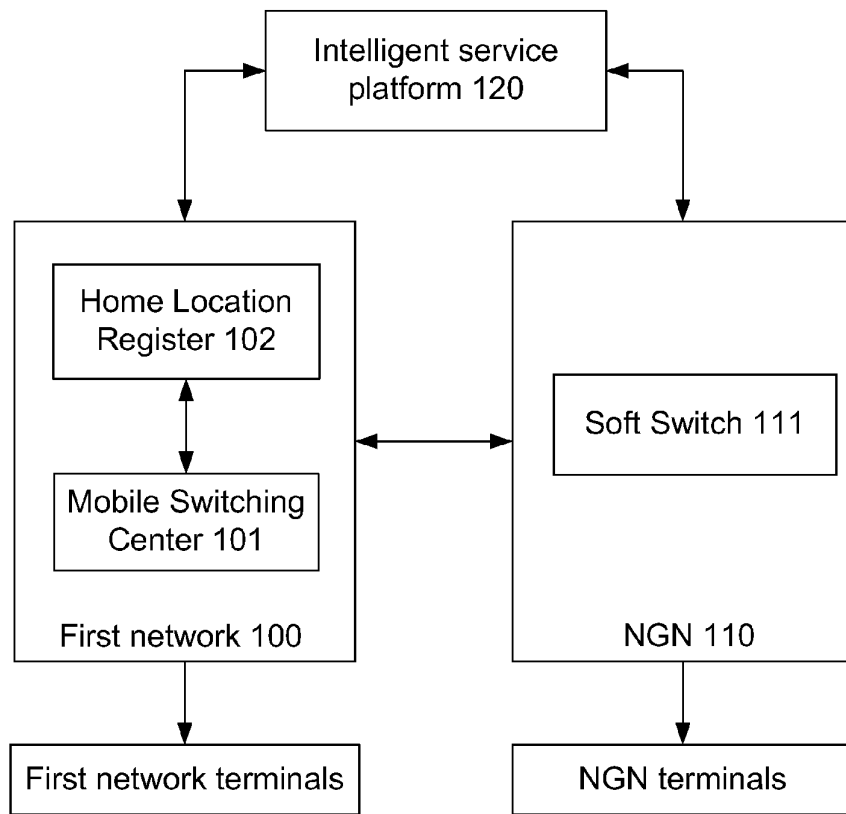 Intelligent service
platform 120
Home Location
Register 102
Mobile Switching
Center 101
First network 100
Soft Switch 111
NGN 110
First network terminals
NGN terminals